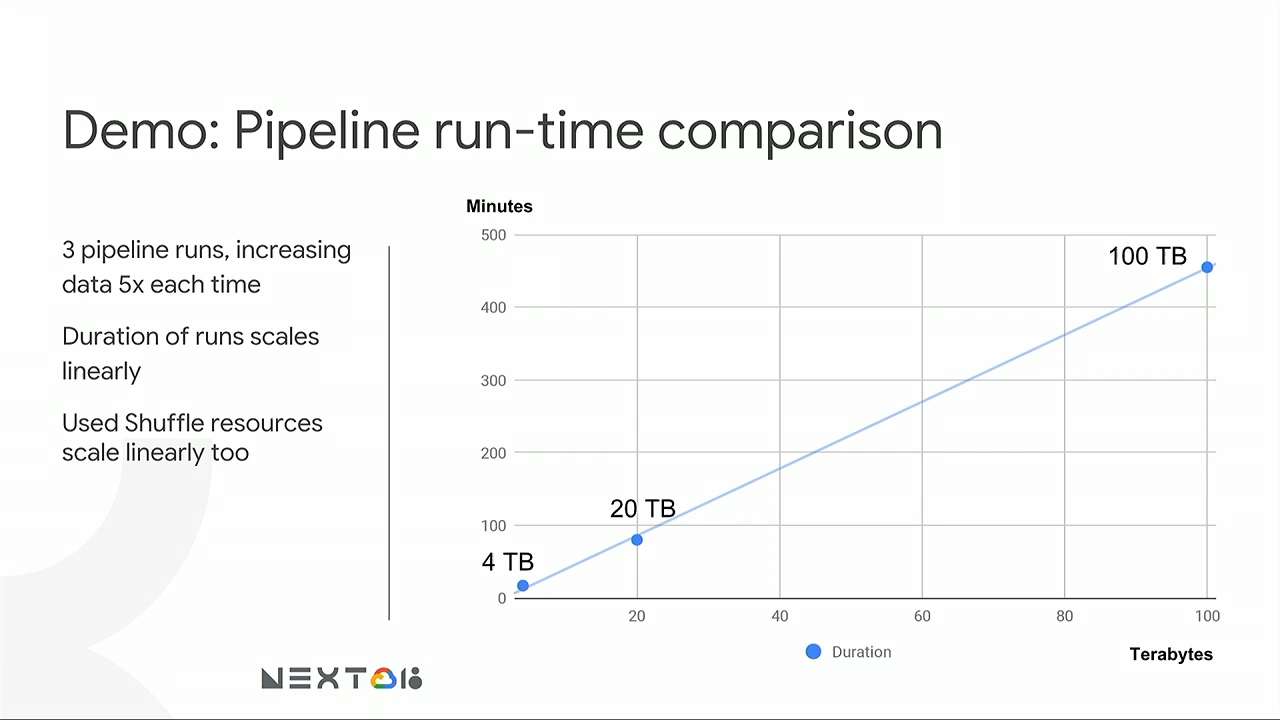 Demo: Pipeline run-time comparison
3 pipeline runs, increasing
data 5x each time
Duration of runs scales
linearly
Used Shuffle resources
scale linearly too
Minutes
500
400
300
200
100
0
100 TB
20 TB
4 TB
20
40
60
80
100
Duration
Terabytes
NEXT 18